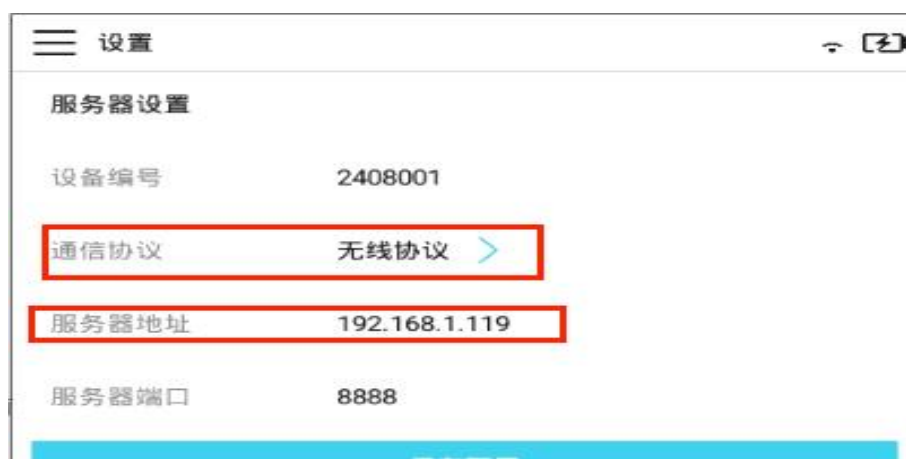 设置
服务器设置
设备编号 2408001
通信协议 无线协议
服务器地址 192.168.1.119
服务器端口 8888